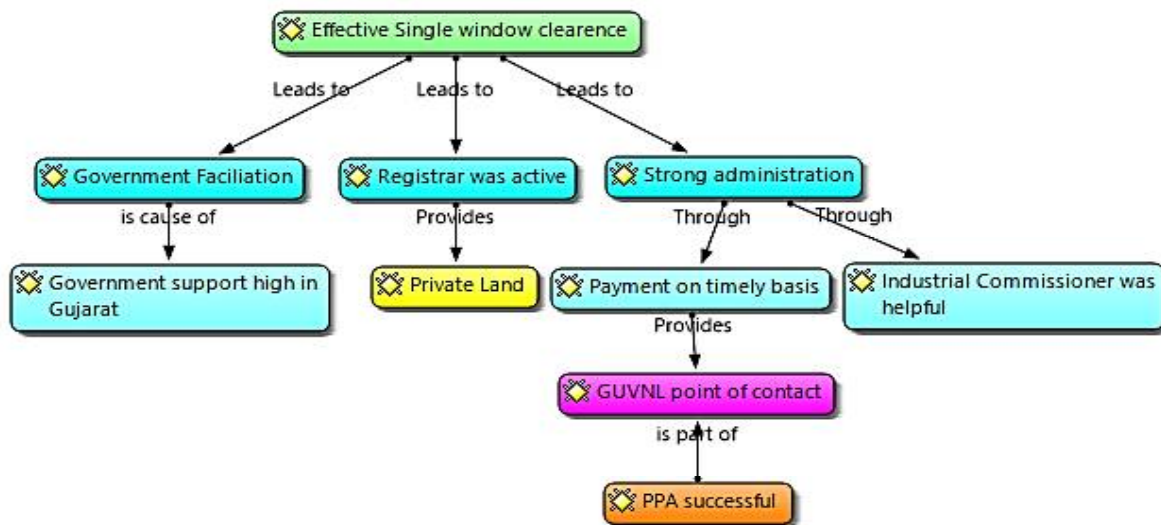 Effective Single window clearence
Leads to
Leads to
Leads to
Government Faciliation
Registrar was active
Strong administration
is cause of
Provides
Through
Through
Government support high in
Gujarat
Private Land
Payment on timely basis
Industrial Commissioner was
helpful
Provides
GUVNL point of contact
is part of
PPA successful